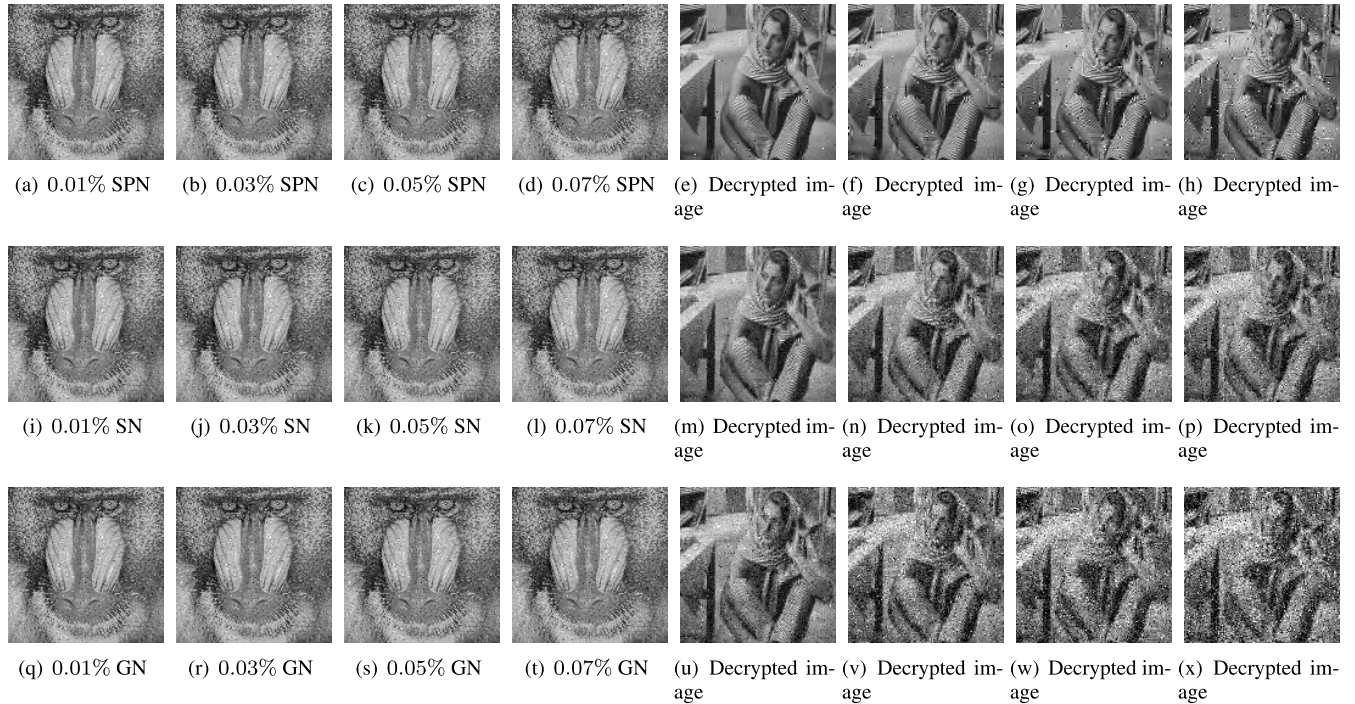 (a) 0.01% SPN
(b) 0.03% SPN
(c) 0.05% SPN
(d) 0.07% SPN
(e) Decrypted im-
age
(f) Decrypted im-
age
(g) Decrypted im-
age
(h) Decrypted im-
age
(i) 0.01% SN
(j) 0.03% SN
(k) 0.05% SN
(l) 0.07% SN
(m) Decrypted im-
age
(n) Decrypted im-
age
(o) Decrypted im-
age
(p) Decrypted im-
age
(q) 0.01% GN
(r) 0.03% GN
(s) 0.05% GN
(t) 0.07% GN
(u) Decrypted im-
age
(v) Decrypted im-
age
(w) Decrypted im-
age
(x) Decrypted im-
age